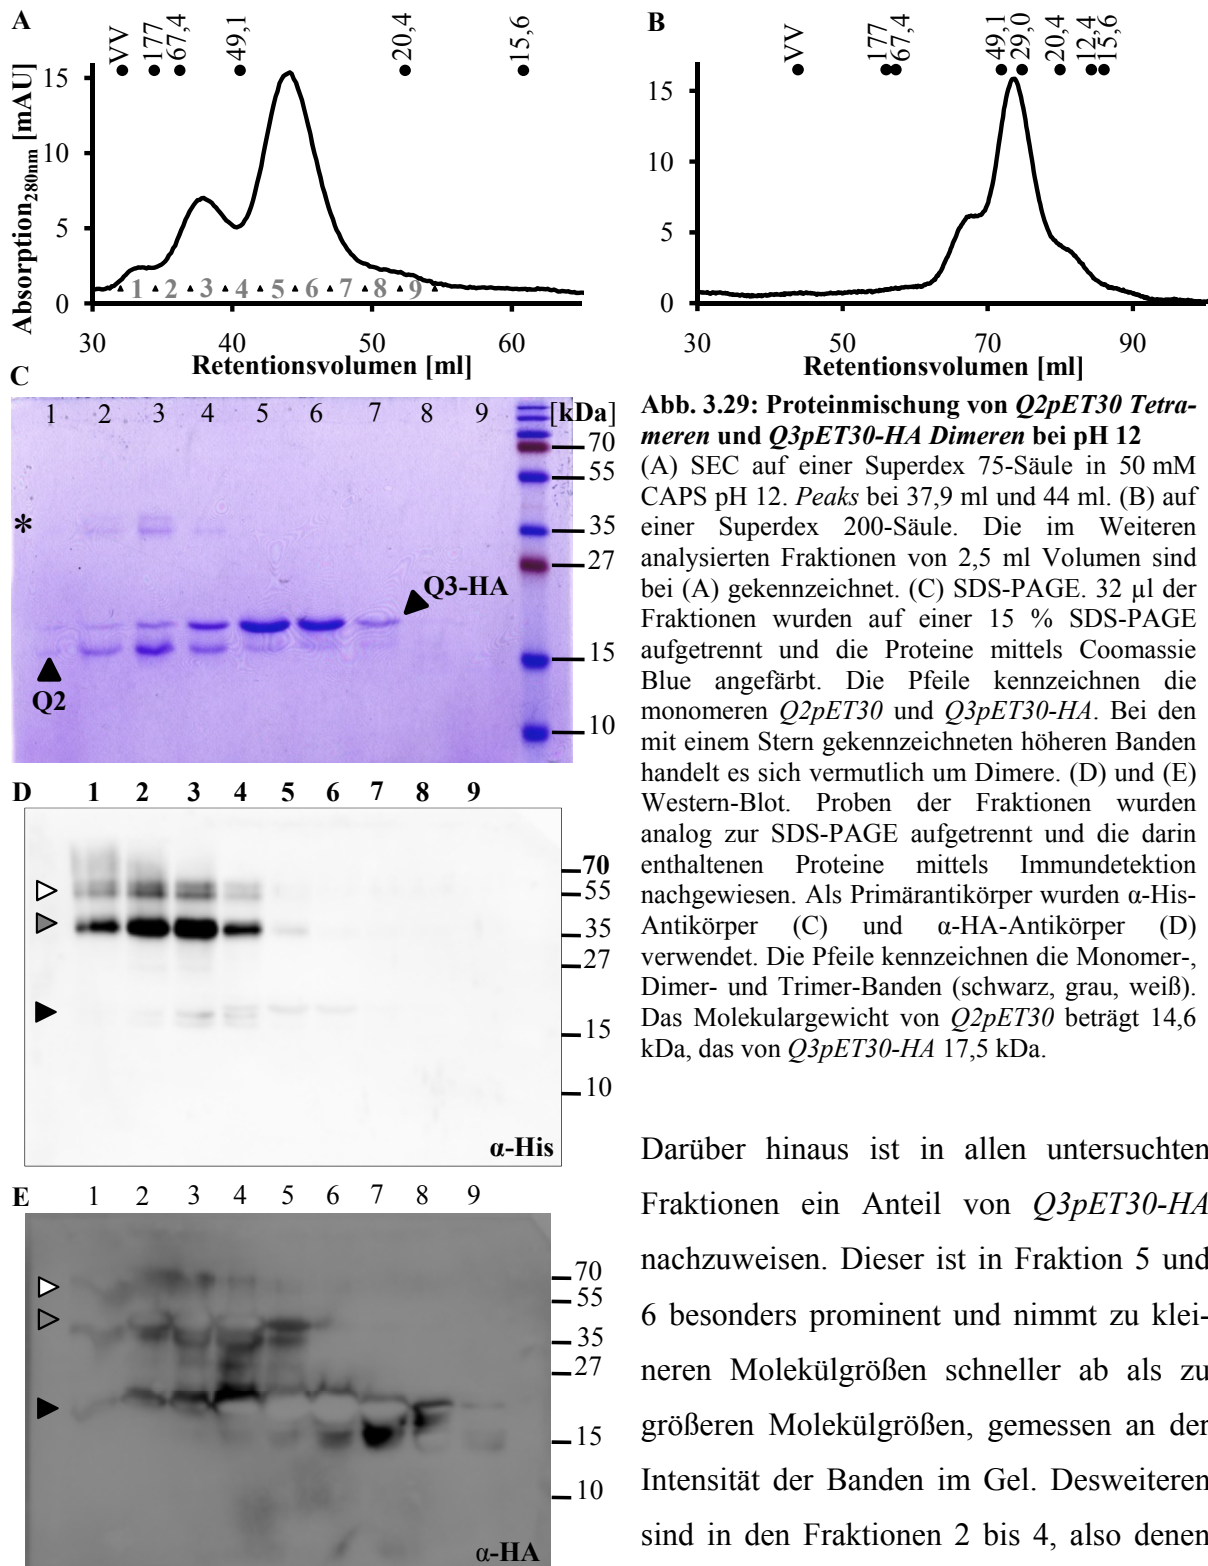 A
VV
177
67,4
49,1
20,4
15,6
Absorption280nm [mAU]
15
10
5
0
1 2 3 4 5 6 7 8 9
30 40 50 60
Retentionsvolumen [ml]
B
VV
177
67,4
49,1
29,0
20,4
12,4
15,6
15
10
5
0
30 50 70 90
Retentionsvolumen [ml]
C
1 2 3 4 5 6 7 8 9 [kDa]
70
55
*
35
27
Q3-HA
15
Q2
10
D 1 2 3 4 5 6 7 8 9
70
55
35
27
15
10
α-His
E 1 2 3 4 5 6 7 8 9
70
55
35
27
15
10
α-HA
Abb. 3.29: Proteinmischung von Q2pET30 Tetra-
meren und Q3pET30-HA Dimeren bei pH 12
(A) SEC auf einer Superdex 75-Säule in 50 mM
CAPS pH 12. Peaks bei 37,9 ml und 44 ml. (B) auf
einer Superdex 200-Säule. Die im Weiteren
analysierten Fraktionen von 2,5 ml Volumen sind
bei (A) gekennzeichnet. (C) SDS-PAGE. 32 µl der
Fraktionen wurden auf einer 15 % SDS-PAGE
aufgetrennt und die Proteine mittels Coomassie
Blue angefärbt. Die Pfeile kennzeichnen die
monomeren Q2pET30 und Q3pET30-HA. Bei den
mit einem Stern gekennzeichneten höheren Banden
handelt es sich vermutlich um Dimere. (D) und (E)
Western-Blot. Proben der Fraktionen wurden
analog zur SDS-PAGE aufgetrennt und die darin
enthaltenen Proteine mittels Immundetektion
nachgewiesen. Als Primärantikörper wurden α-His-
Antikörper (C) und α-HA-Antikörper (D)
verwendet. Die Pfeile kennzeichnen die Monomer-,
Dimer- und Trimer-Banden (schwarz, grau, weiß).
Das Molekulargewicht von Q2pET30 beträgt 14,6
kDa, das von Q3pET30-HA 17,5 kDa.
Darüber hinaus ist in allen untersuchten
Fraktionen ein Anteil von Q3pET30-HA
nachzuweisen. Dieser ist in Fraktion 5 und
6 besonders prominent und nimmt zu klei-
neren Molekülgrößen schneller ab als zu
größeren Molekülgrößen, gemessen an der
Intensität der Banden im Gel. Desweiteren
sind in den Fraktionen 2 bis 4, also denen